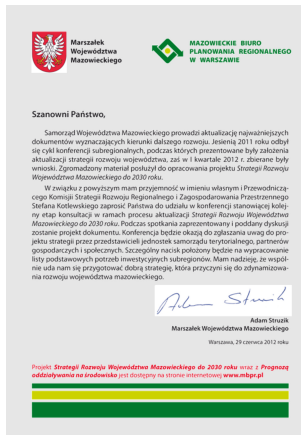 Marszałek
Województwa
Mazowieckiego
MAZOWIECKIE BIURO
PLANOWANIA REGIONALNEGO
W WARSZAWIE
Szanowni Państwo,
Samorząd Województwa Mazowieckiego prowadzi aktualizację najważniejszych
dokumentów wyznaczających kierunki dalszego rozwoju. Jesienią 2011 roku odbył
się cykl konferencji subregionalnych, podczas których prezentowane były założenia
aktualizacji strategii rozwoju województwa, zaś w I kwartale 2012 r. zbierane były
wnioski. Zgromadzony materiał posłużył do opracowania projektu Strategii Rozwoju
Województwa Mazowieckiego do 2030 roku.
W związku z powyższym mam przyjemność w imieniu własnym i Przewodniczą-
cego Komisji Strategii Rozwoju Regionalnego i Zagospodarowania Przestrzennego
Stefana Kotlewskiego zaprosić Państwa do udziału w konferencji stanowiącej kolej-
ny etap konsultacji w ramach procesu aktualizacji Strategii Rozwoju Województwa
Mazowieckiego do 2030 roku. Podczas spotkania zaprezentowany i poddany dyskusji
zostanie projekt dokumentu. Konferencja będzie okazją do zgłaszania uwag do pro-
jektu strategii przez przedstawicieli jednostek samorządu terytorialnego, partnerów
gospodarczych i społecznych. Szczególny nacisk położony będzie na wypracowanie
listy podstawowych potrzeb inwestycyjnych subregionów. Mam nadzieję, że wspól-
nie uda nam się przygotować dobrą strategię, która przyczyni się do zdynamizowa-
nia rozwoju województwa mazowieckiego.
Adam Struzik
Adam Struzik
Marszałek Województwa Mazowieckiego
Warszawa, 29 czerwca 2012 roku
Projekt Strategii Rozwoju Województwa Mazowieckiego do 2030 roku wraz z Prognozą
oddziaływania na środowisko jest dostępny na stronie internetowej www.mbpr.pl